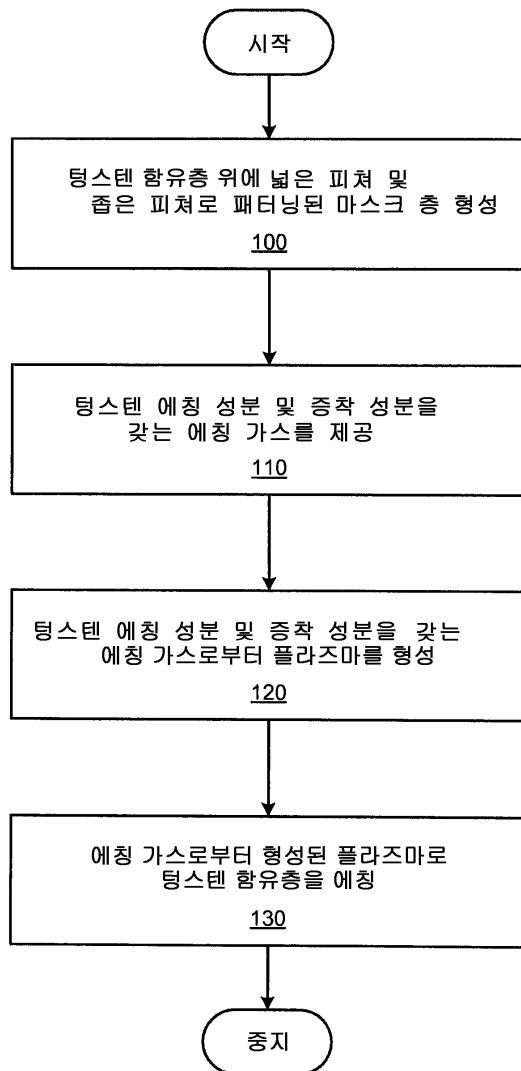 시작
텅스텐 함유층 위에 넓은 피쳐 및
좁은 피쳐로 패터닝된 마스크 층 형성
100
텅스텐 에칭 성분 및 증착 성분을
갖는 에칭 가스를 제공
110
텅스텐 에칭 성분 및 증착 성분을 갖는
에칭 가스로부터 플라즈마를 형성
120
에칭 가스로부터 형성된 플라즈마로
텅스텐 함유층을 에칭
130
중지